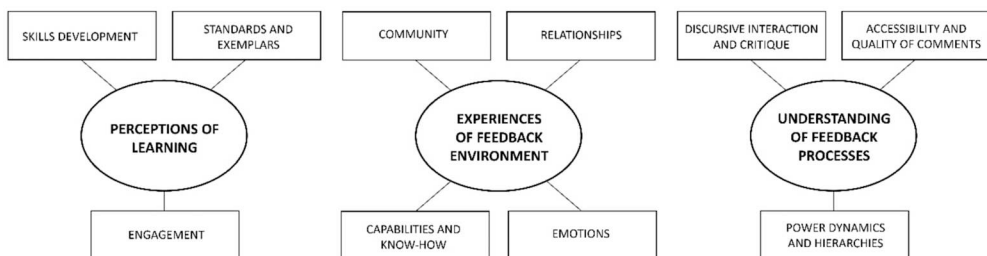 SKILLS DEVELOPMENT
STANDARDS AND
EXEMPLARS
PERCEPTIONS OF
LEARNING
ENGAGEMENT
COMMUNITY
RELATIONSHIPS
EXPERIENCES
OF FEEDBACK
ENVIRONMENT
CAPABILITIES AND
KNOW-HOW
EMOTIONS
DISCURSIVE INTERACTION
AND CRITIQUE
ACCESSIBILITY AND
QUALITY OF COMMENTS
UNDERSTANDING
OF FEEDBACK
PROCESSES
POWER DYNAMICS
AND HIERARCHIES